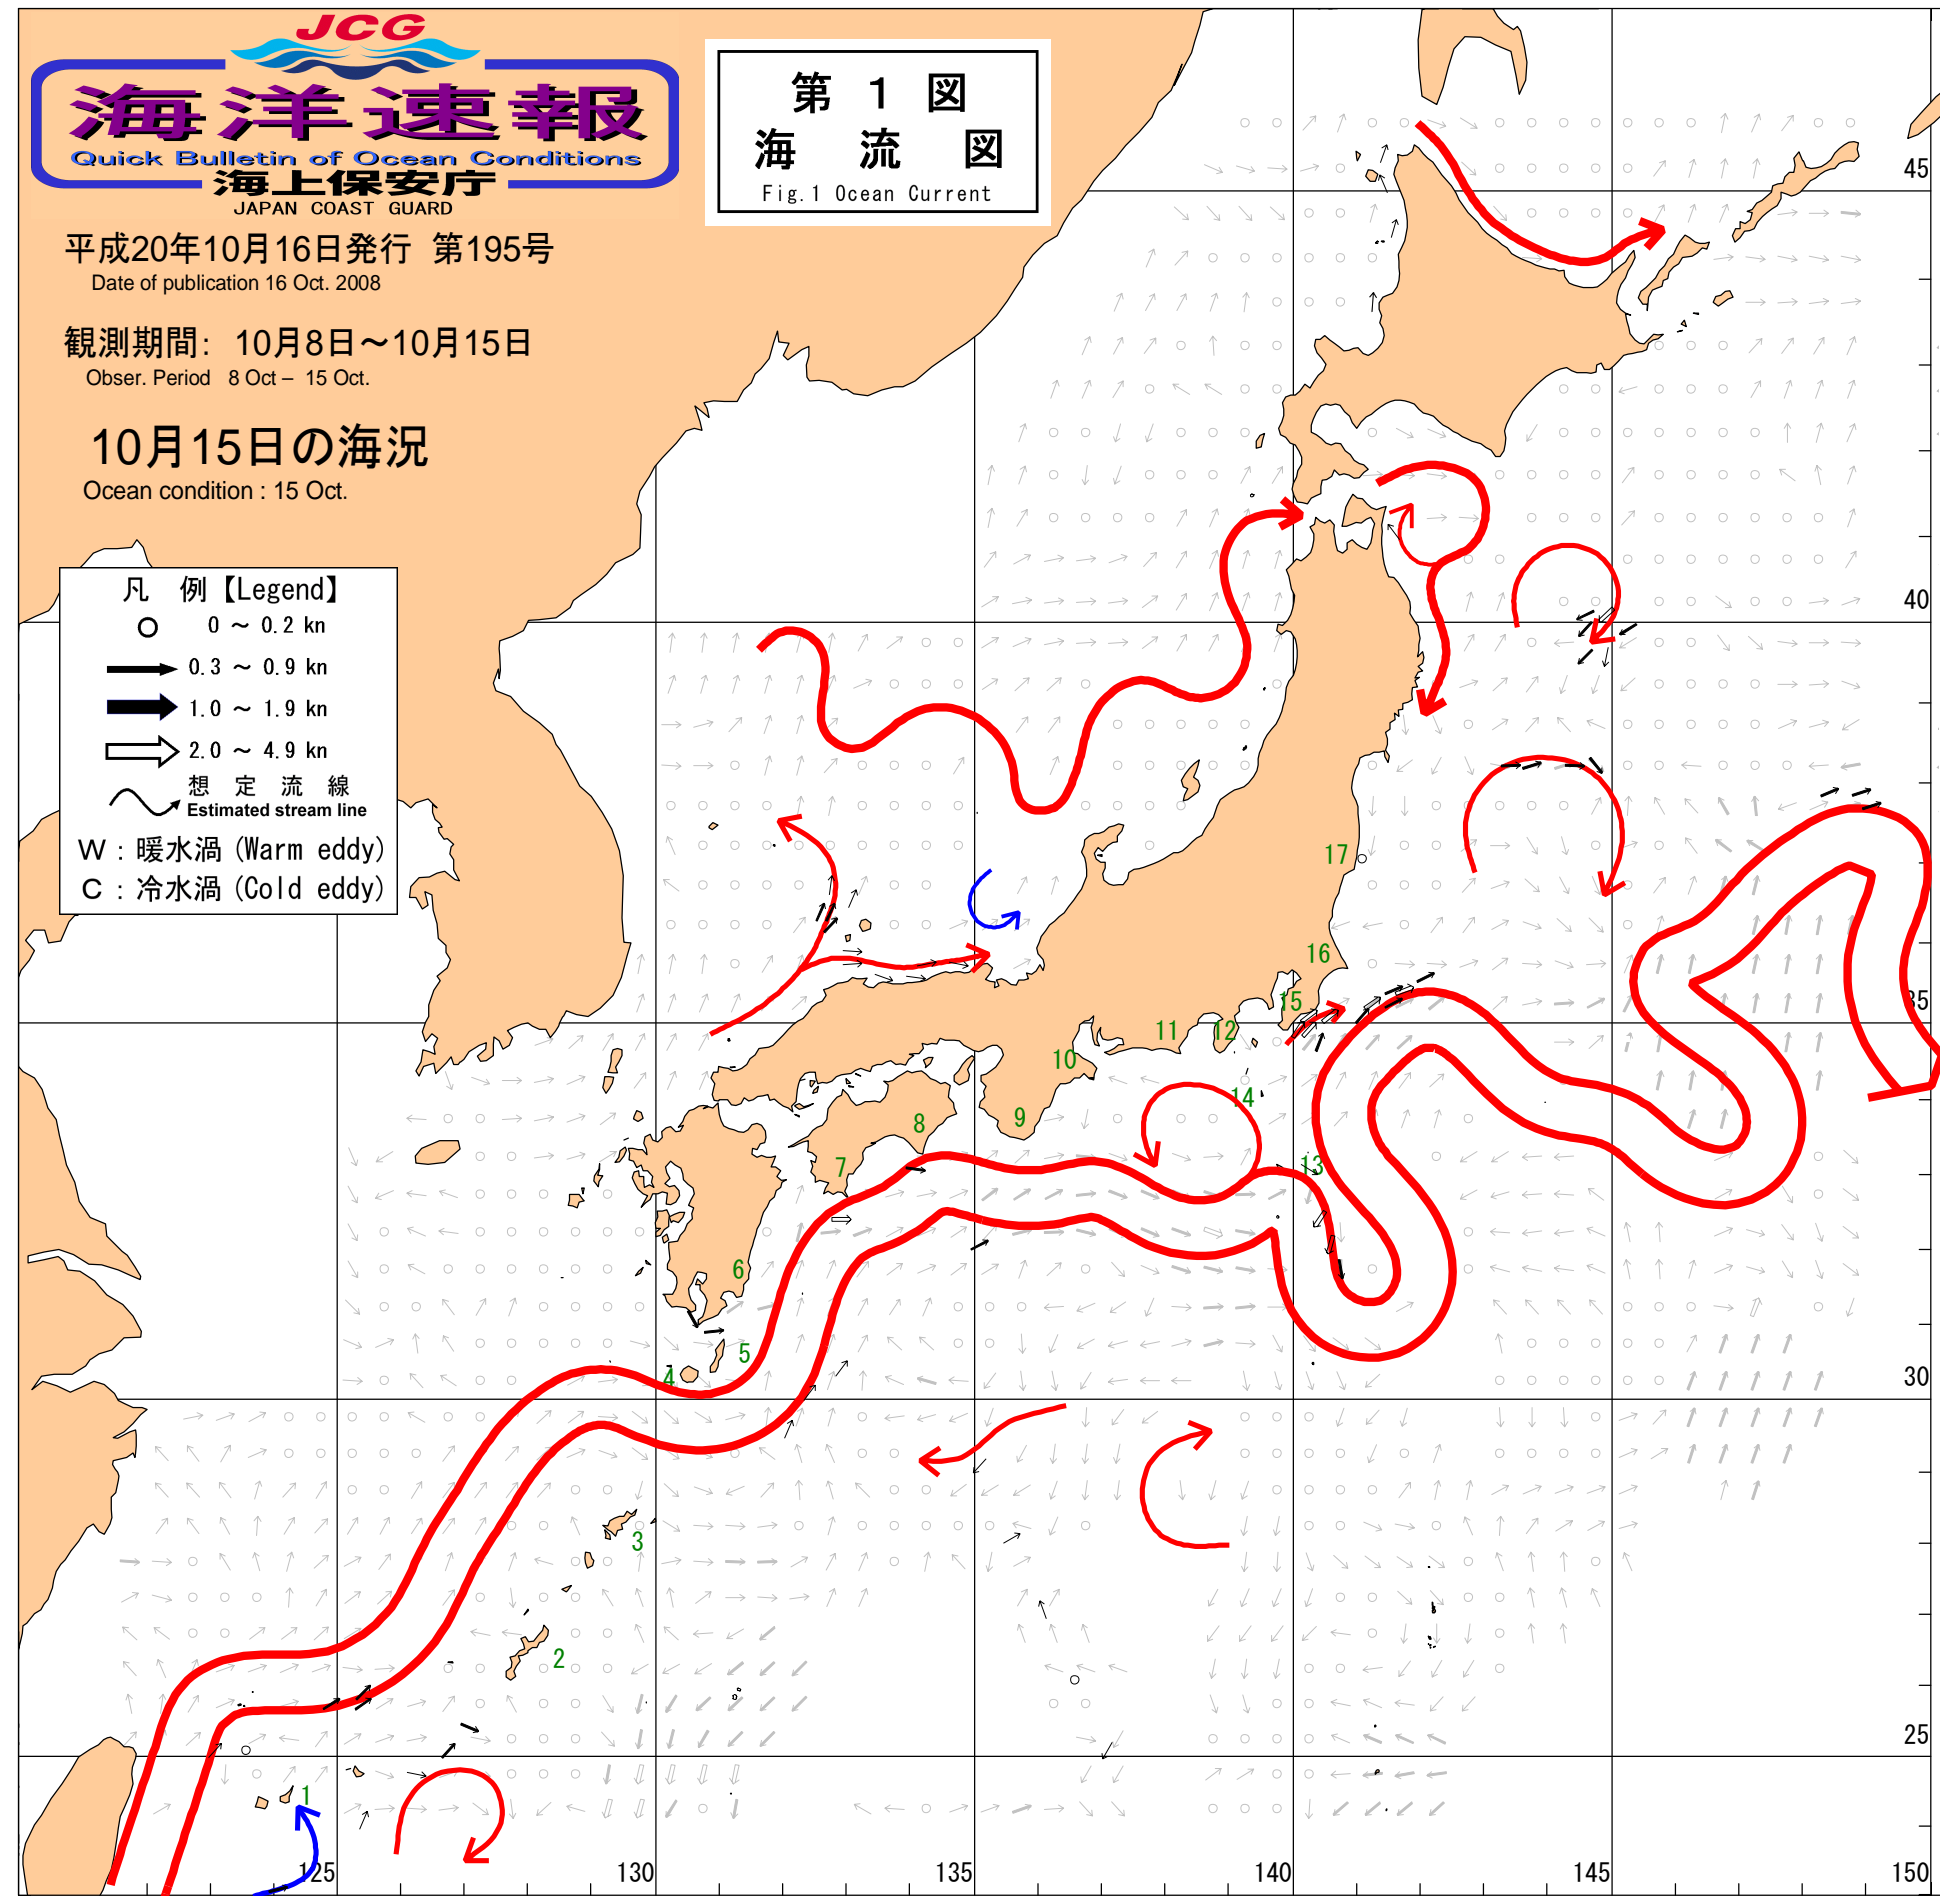 JCG
海洋速報
Quick Bulletin of Ocean Conditions
海上保安庁
JAPAN COAST GUARD
平成20年10月16日発行 第195号
Date of publication 16 Oct. 2008
観測期間: 10月8日～10月15日
Obser. Period 8 Oct – 15 Oct.
10月15日の海況
Ocean condition : 15 Oct.
第 1 図
海 流 図
Fig.1 Ocean Current
凡 例【Legend】
0 ～ 0.2 kn
0.3 ～ 0.9 kn
1.0 ～ 1.9 kn
2.0 ～ 4.9 kn
想 定 流 線
Estimated stream line
W : 暖水渦 (Warm eddy)
C : 冷水渦 (Cold eddy)
45
40
17
16
35
15
11
12
10
14
9
8
13
7
6
5
4
30
3
2
25
1
125
130
135
140
145
150